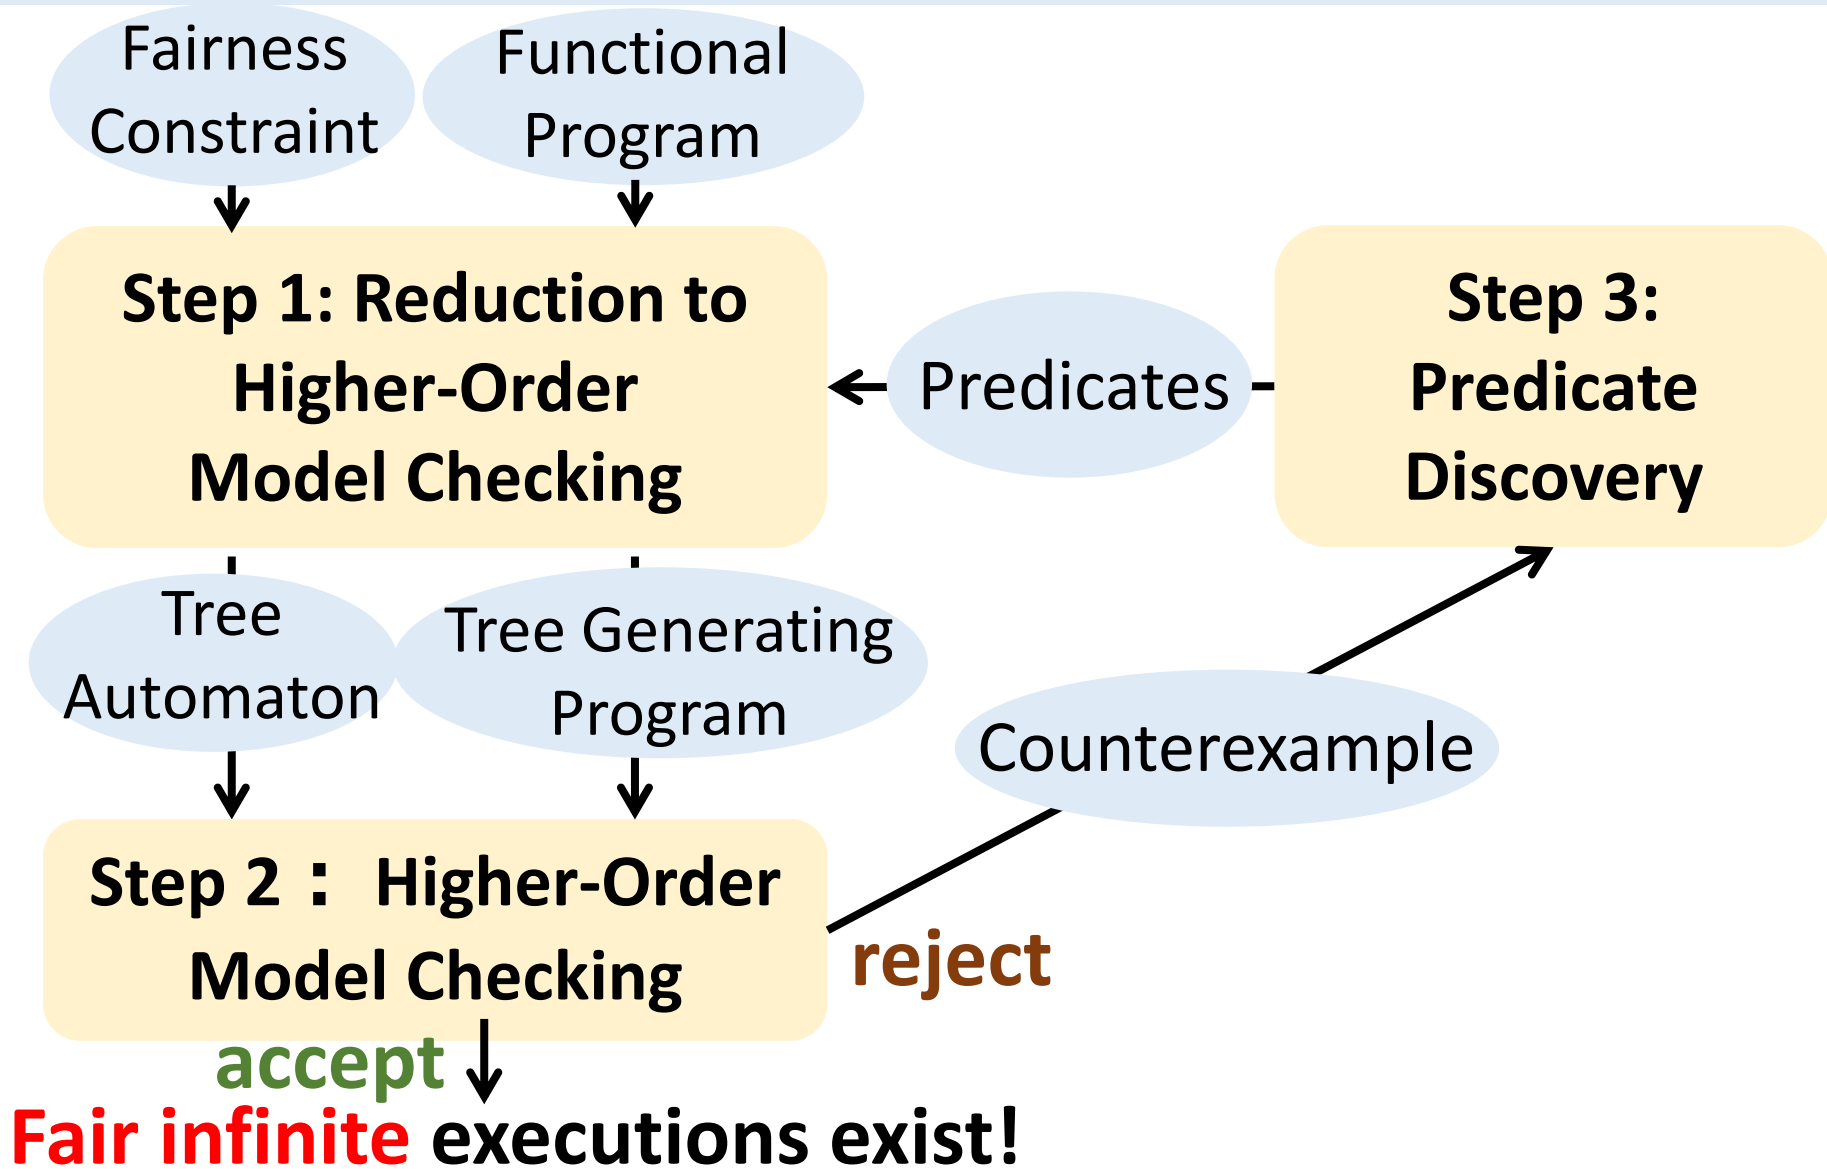 Fairness
Constraint
Functional
Program
Step 1: Reduction to
Higher-Order
Model Checking
Predicates
Step 3:
Predicate
Discovery
Tree
Automaton
Tree Generating
Program
Counterexample
Step 2： Higher-Order
Model Checking
reject
accept
Fair infinite executions exist!